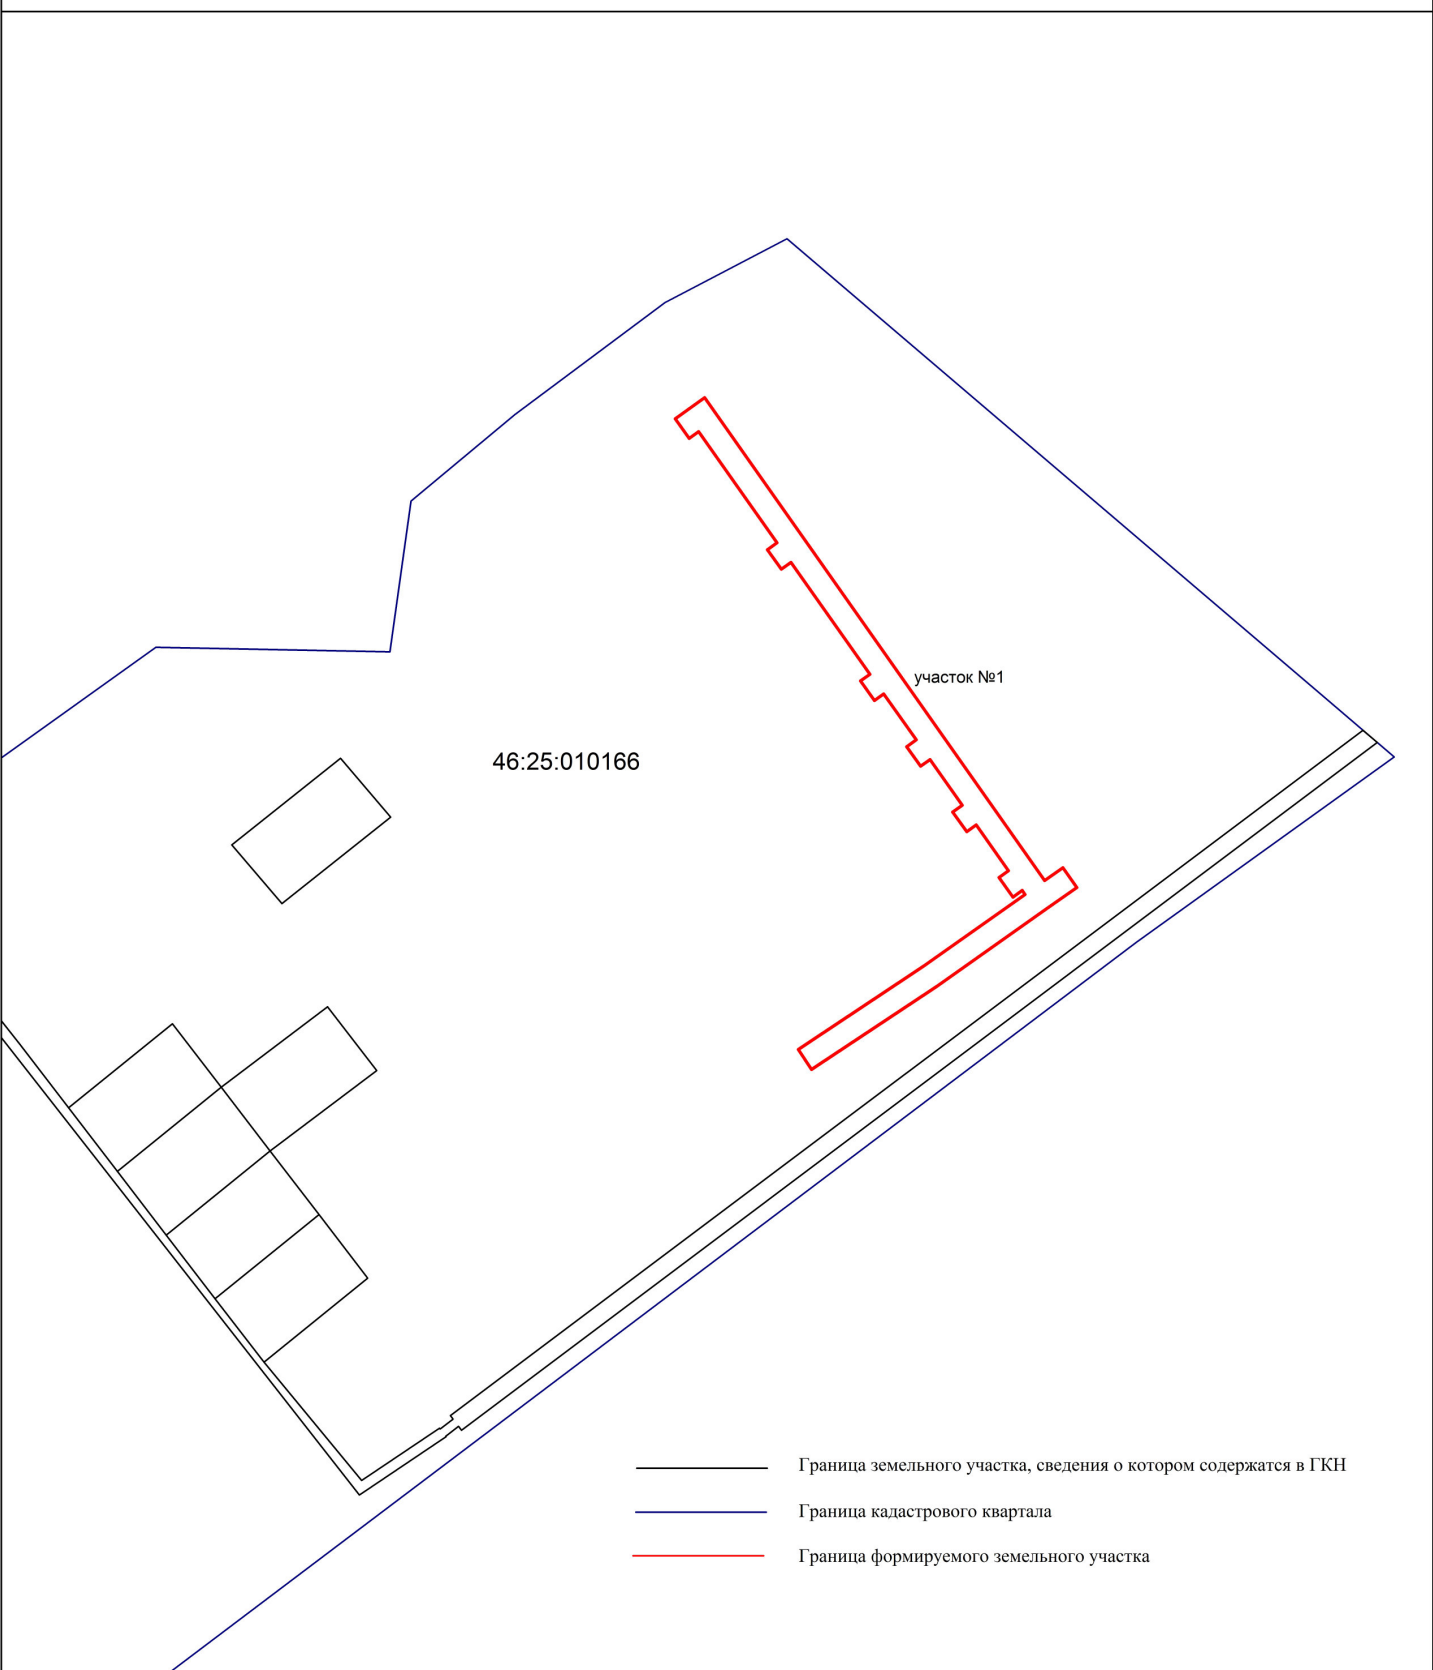 участок №1
46:25:010166
Граница земельного участка, сведения о котором содержатся в ГКН
Граница кадастрового квартала
Граница формируемого земельного участка